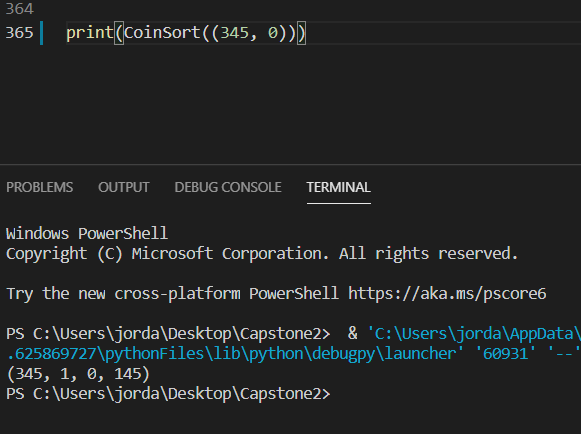 364
365 print(CoinSort((345, 0)))
PROBLEMS OUTPUT DEBUG CONSOLE TERMINAL
Windows PowerShell
Copyright (C) Microsoft Corporation. All rights reserved.
Try the new cross-platform PowerShell https://aka.ms/pscore6
PS C:\Users\jorda\Desktop\Capstone2>  & 'C:\Users\jorda\AppData\
.625869727\pythonFiles\lib\python\debugpy\launcher' '60931' '--'
(345, 1, 0, 145)
PS C:\Users\jorda\Desktop\Capstone2>